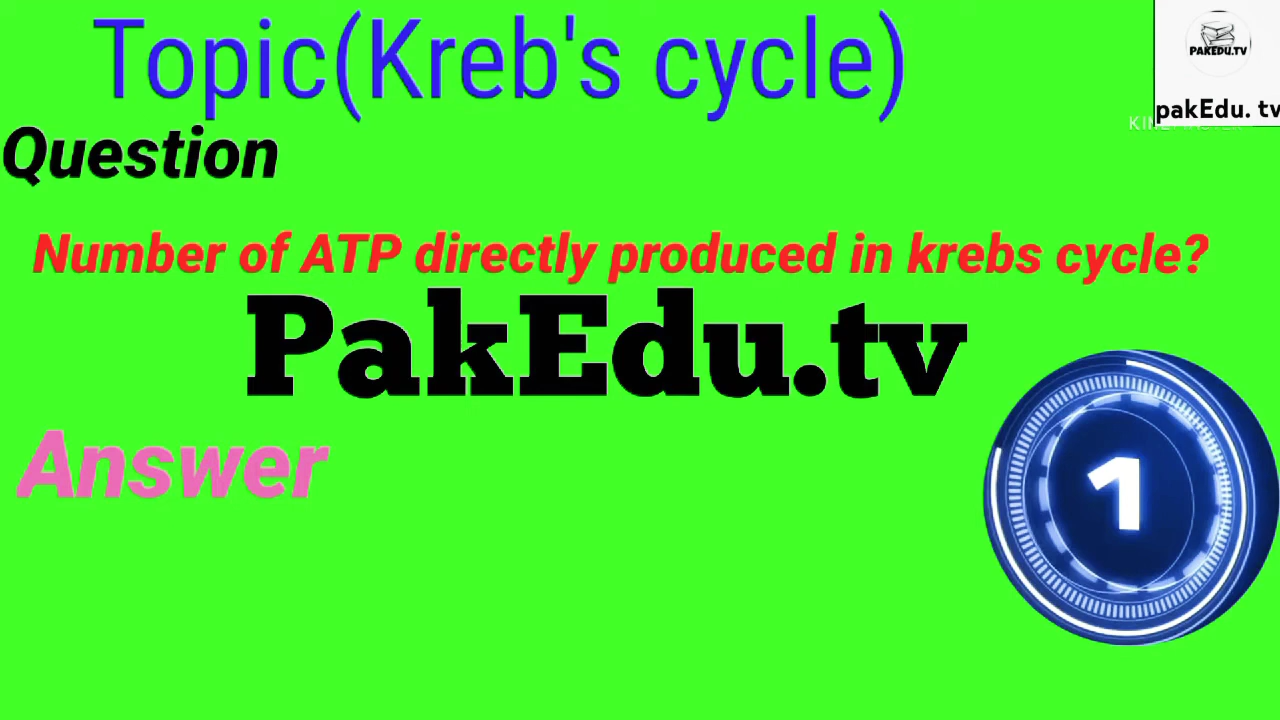 Topic(Kreb's cycle)
PAKEDU.TV
pakEdu. tv
Question
Number of ATP directly produced in krebs cycle?
PakEdu.tv
Answer
1